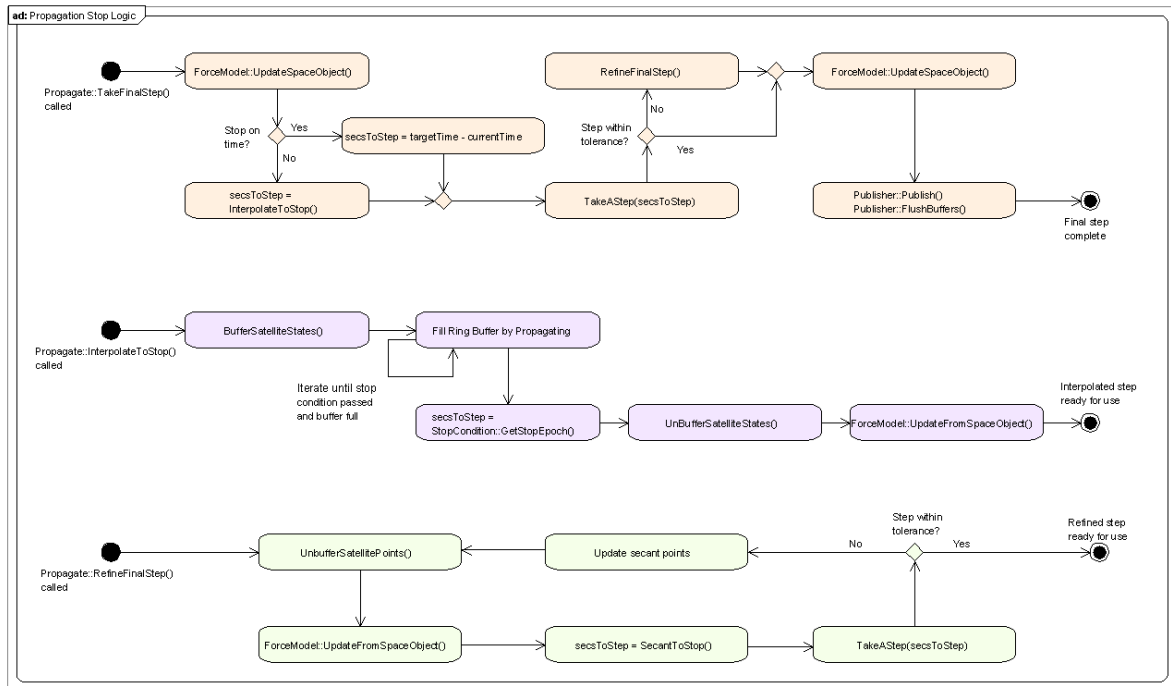 ad: Propagation Stop Logic
Propagate::TakeFinalStep()
called
ForceModel::UpdateSpaceObject()
Stop on
time?
Yes
No
secsToStep = targetTime - currentTime
secsToStep =
InterpolateToStop()
TakeAStep(secsToStep)
Step within
tolerance?
No
Yes
RefineFinalStep()
ForceModel::UpdateSpaceObject()
Publisher::Publish()
Publisher::FlushBuffers()
Final step
complete
Propagate::InterpolateToStop()
called
BufferSatelliteStates()
Fill Ring Buffer by Propagating
Iterate until stop
condition passed
and buffer full
secsToStep =
StopCondition::GetStopEpoch()
UnBufferSatelliteStates()
ForceModel::UpdateFromSpaceObject()
Interpolated step
ready for use
Propagate::RefineFinalStep()
called
UnbufferSatellitePoints()
Update secant points
Step within
tolerance?
No
Yes
Refined step
ready for use
ForceModel::UpdateFromSpaceObject()
secsToStep = SecantToStop()
TakeAStep(secsToStep)